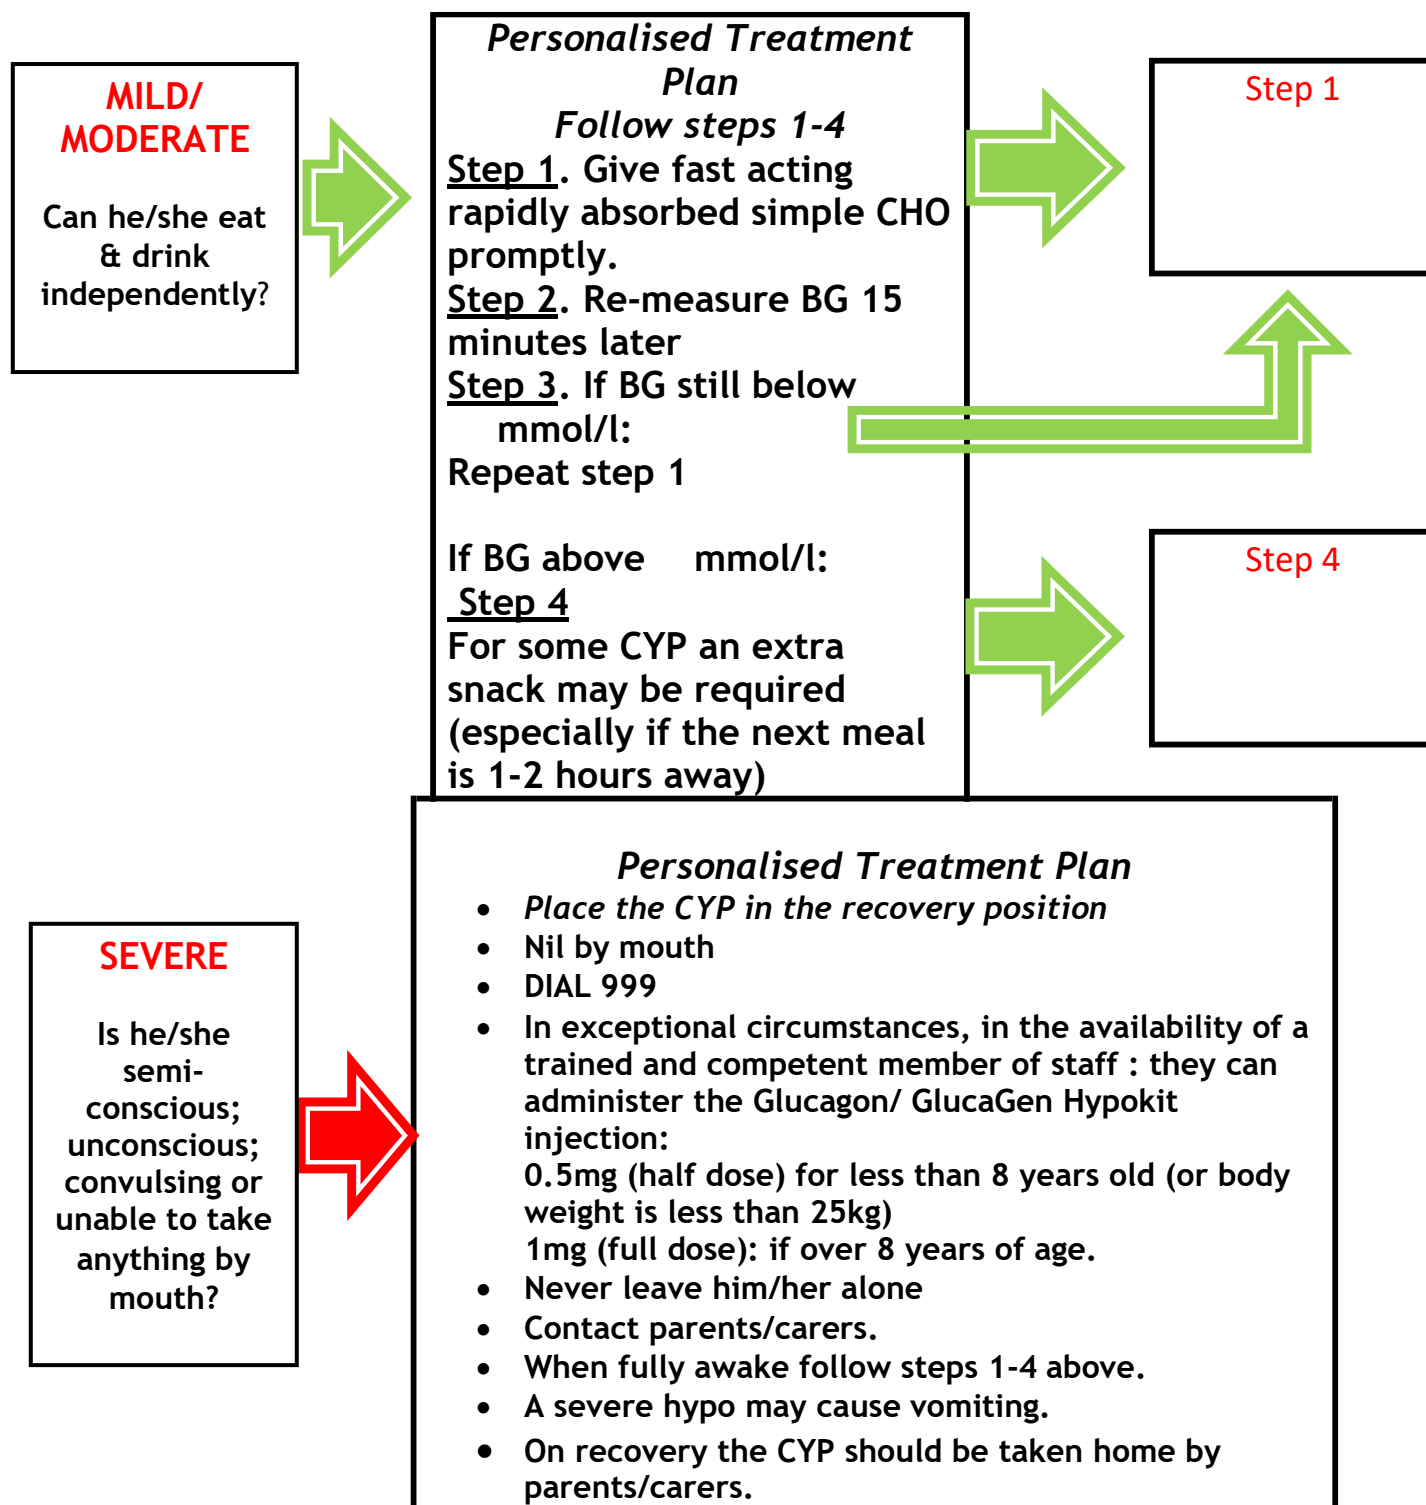 MILD/
MODERATE
Can he/she eat
& drink
independently?
Personalised Treatment
Plan
Follow steps 1-4
Step 1. Give fast acting
rapidly absorbed simple CHO
promptly.
Step 2. Re-measure BG 15
minutes later
Step 3. If BG still below
mmol/l:
Repeat step 1
If BG above mmol/l:
Step 4
For some CYP an extra
snack may be required
(especially if the next meal
is 1-2 hours away)
Step 1
Step 4
SEVERE
Is he/she
semi-
conscious;
unconscious;
convulsing or
unable to take
anything by
mouth?
Personalised Treatment Plan
• Place the CYP in the recovery position
• Nil by mouth
• DIAL 999
• In exceptional circumstances, in the availability of a
trained and competent member of staff : they can
administer the Glucagon/ GlucaGen Hypokit
injection:
0.5mg (half dose) for less than 8 years old (or body
weight is less than 25kg)
1mg (full dose): if over 8 years of age.
• Never leave him/her alone
• Contact parents/carers.
• When fully awake follow steps 1-4 above.
• A severe hypo may cause vomiting.
• On recovery the CYP should be taken home by
parents/carers.